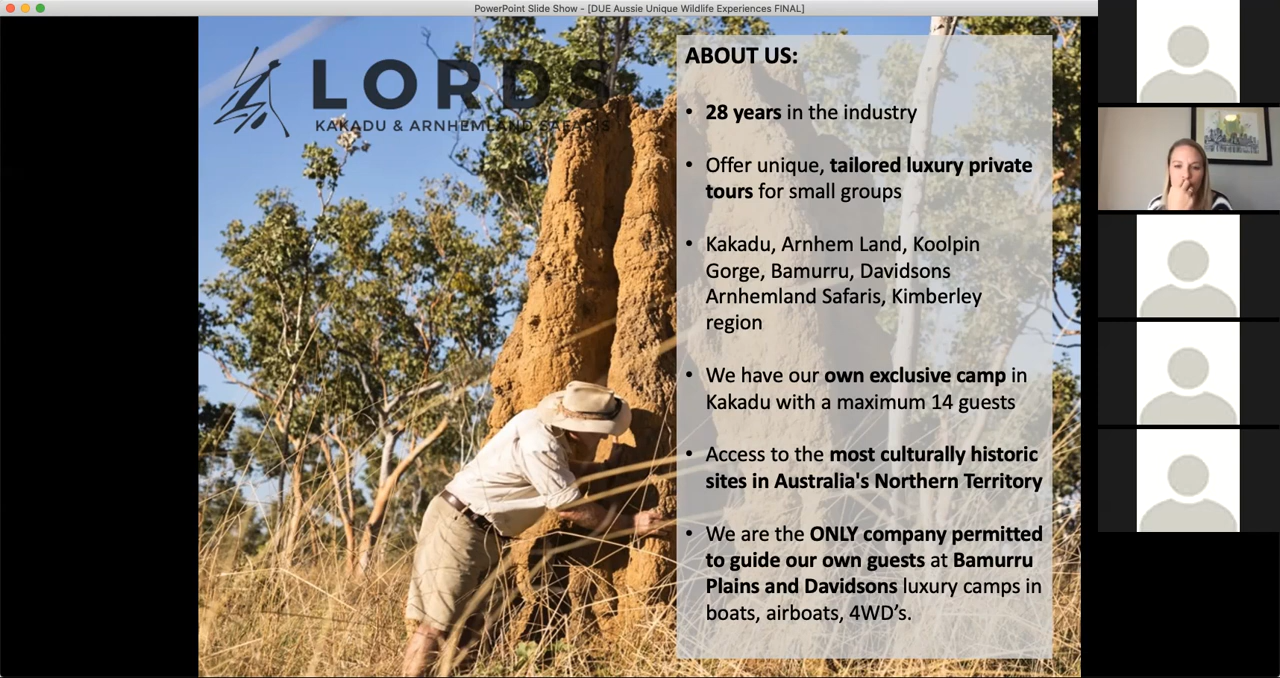 PowerPoint Slide Show - [DUE Aussie Unique Wildlife Experiences FINAL]
LORDS
KAKADU & ARNHEMLAND SAFARIS
ABOUT US:
• 28 years in the industry
• Offer unique, tailored luxury private
tours for small groups
• Kakadu, Arnhem Land, Koolpin
Gorge, Bamurru, Davidsons
Arnhemland Safaris, Kimberley
region
• We have our own exclusive camp in
Kakadu with a maximum 14 guests
• Access to the most culturally historic
sites in Australia's Northern Territory
• We are the ONLY company permitted
to guide our own guests at Bamurru
Plains and Davidsons luxury camps in
boats, airboats, 4WD’s.